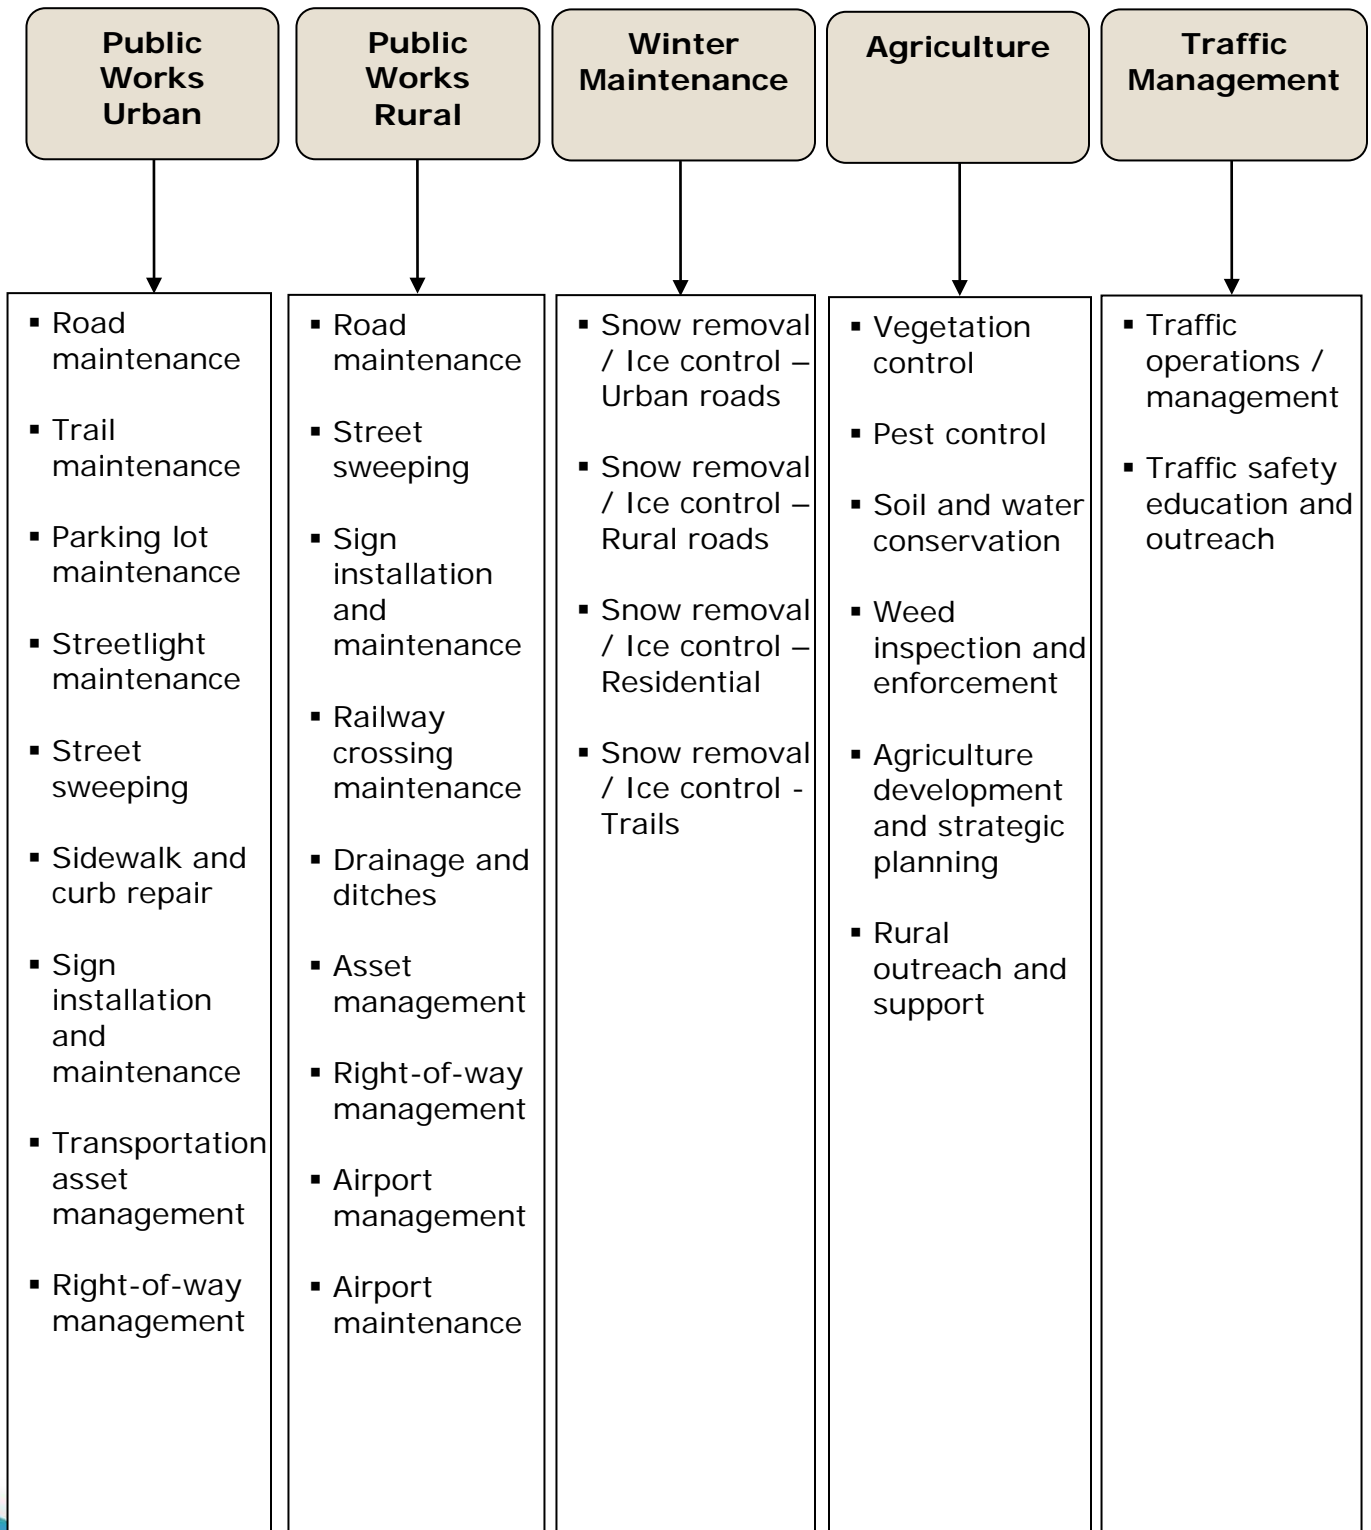 Public
Works
Urban
Public
Works
Rural
Winter
Maintenance
Agriculture
Traffic
Management
▪ Road
maintenance
▪ Trail
maintenance
▪ Parking lot
maintenance
▪ Streetlight
maintenance
▪ Street
sweeping
▪ Sidewalk and
curb repair
▪ Sign
installation
and
maintenance
▪ Transportation
asset
management
▪ Right-of-way
management
▪ Road
maintenance
▪ Street
sweeping
▪ Sign
installation
and
maintenance
▪ Railway
crossing
maintenance
▪ Drainage and
ditches
▪ Asset
management
▪ Right-of-way
management
▪ Airport
management
▪ Airport
maintenance
▪ Snow removal
/ Ice control –
Urban roads
▪ Snow removal
/ Ice control –
Rural roads
▪ Snow removal
/ Ice control –
Residential
▪ Snow removal
/ Ice control -
Trails
▪ Vegetation
control
▪ Pest control
▪ Soil and water
conservation
▪ Weed
inspection and
enforcement
▪ Agriculture
development
and strategic
planning
▪ Rural
outreach and
support
▪ Traffic
operations /
management
▪ Traffic safety
education and
outreach